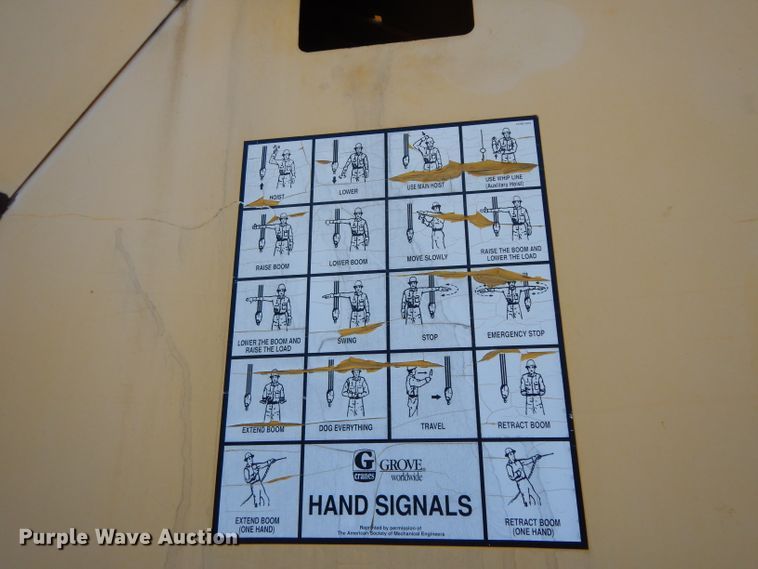 HOIST
LOWER
USE MAIN HOIST
USE WHIP LINE
(Auxiliary Hoist)
RAISE BOOM
LOWER BOOM
MOVE SLOWLY
RAISE THE BOOM AND
LOWER THE LOAD
LOWER THE BOOM AND
RAISE THE LOAD
SWING
STOP
EMERGENCY STOP
EXTEND BOOM
DOG EVERYTHING
TRAVEL
RETRACT BOOM
EXTEND BOOM
(ONE HAND)
G
cranes
GROVE®
worldwide
HAND SIGNALS
Reprinted by permission of
The American Society of Mechanical Engineers
RETRACT BOOM
(ONE HAND)
Purple Wave Auction